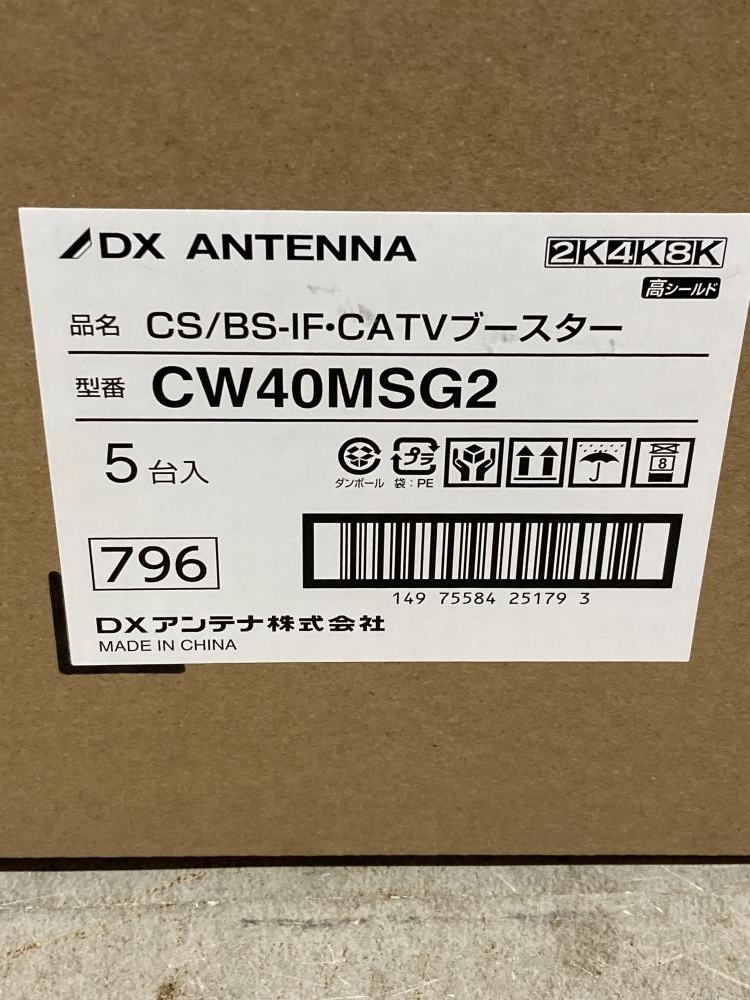 DX ANTENNA
2K4K8K
高シールド
品名 CS/BS-IF•CATVブースター
型番 CW40MSG2
5台入
ダンボール
プラ
袋：PE
8
796
149 75584 25179 3
DXアンテナ株式会社
MADE IN CHINA